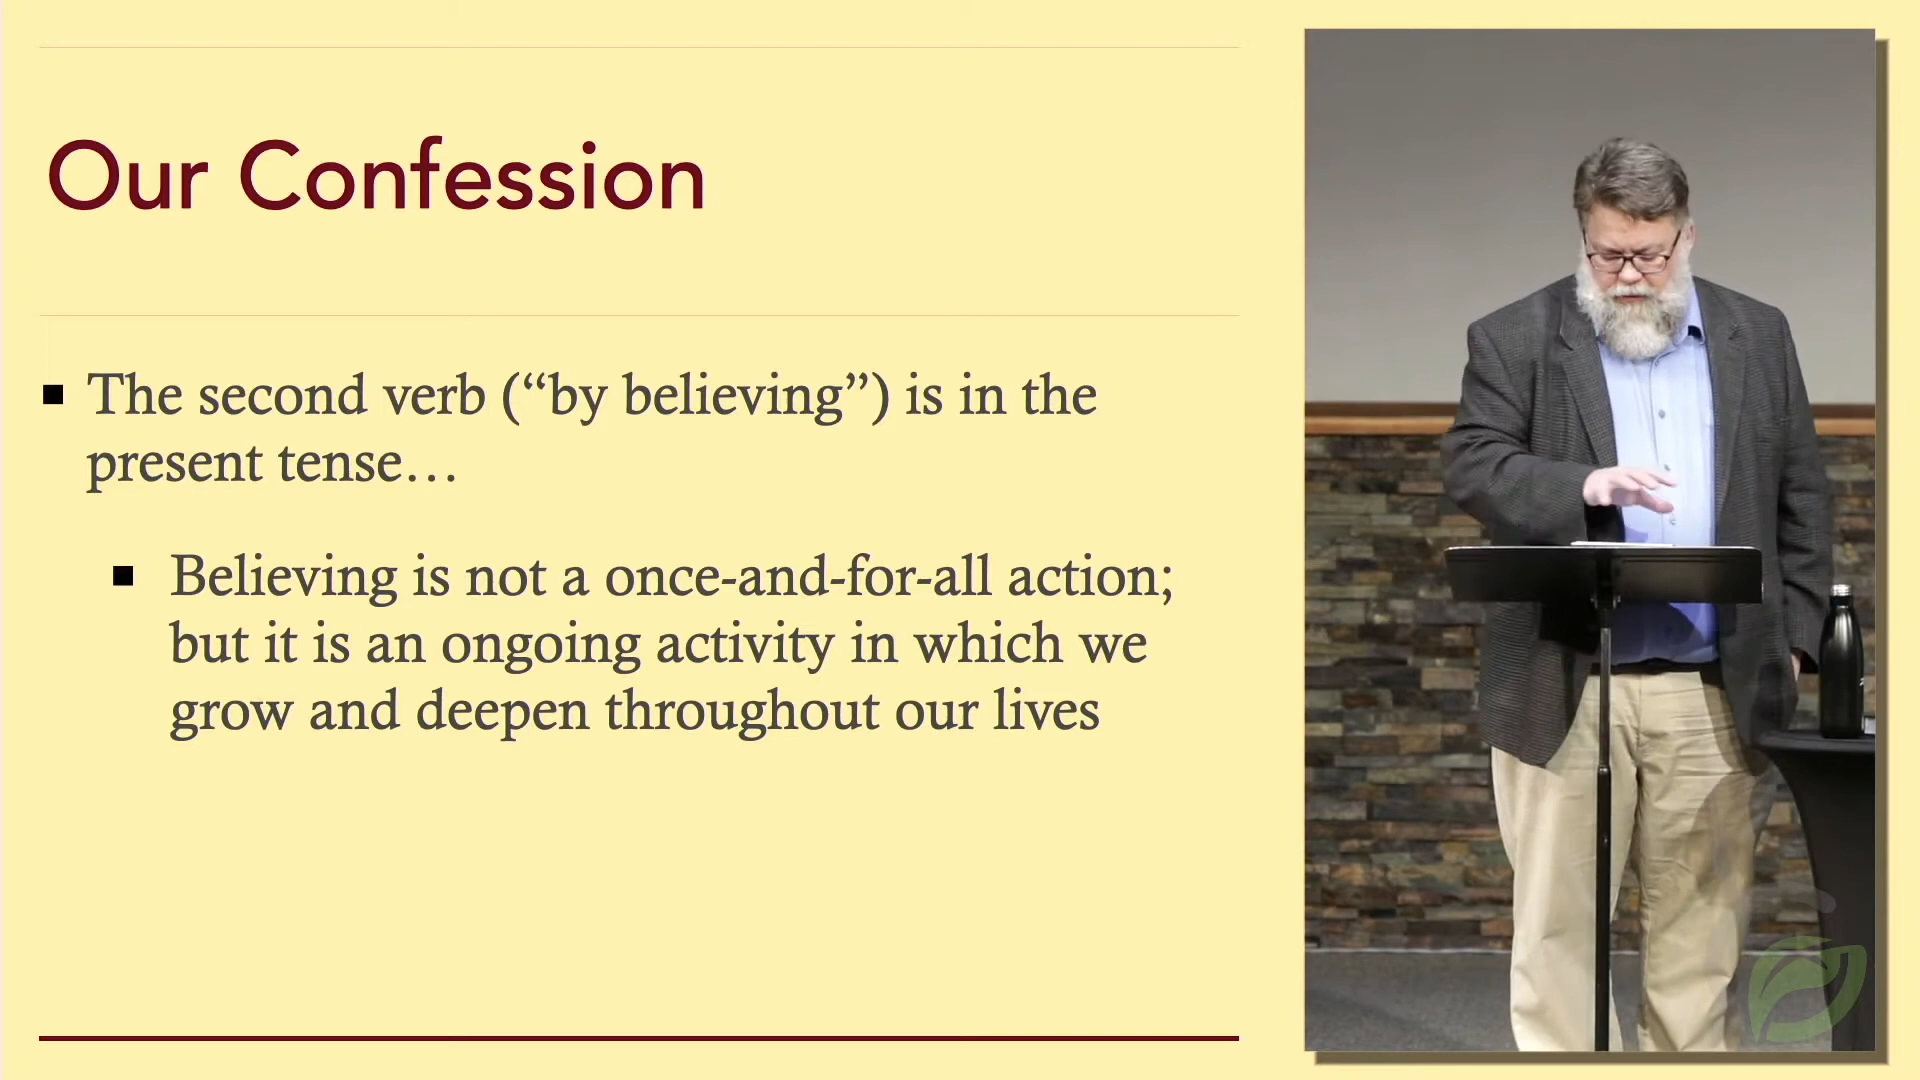 Our Confession
The second verb (“by believing”) is in the
present tense…
Believing is not a once-and-for-all action;
but it is an ongoing activity in which we
grow and deepen throughout our lives